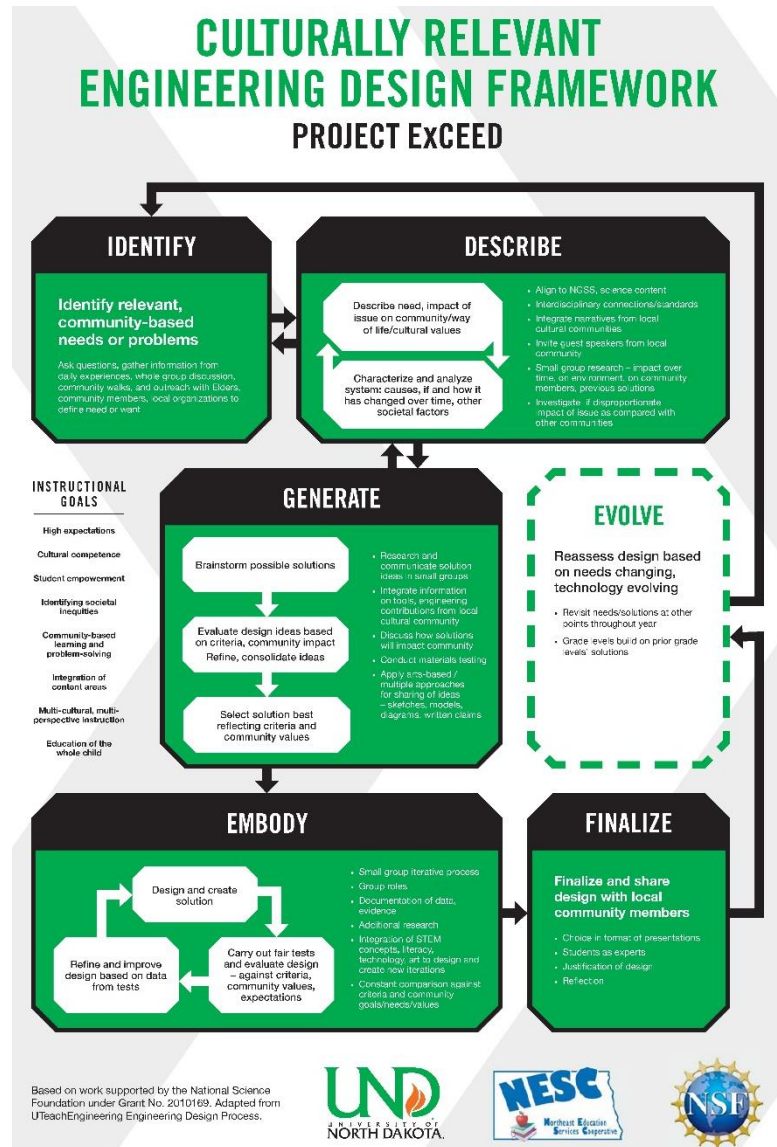 CULTURALLY RELEVANT
ENGINEERING DESIGN FRAMEWORK
PROJECT ExCEED
IDENTIFY
Identify relevant,
community-based
needs or problems
Ask questions, gather information from
daily experiences, whole group discussion,
community walks, and outreach with Elders,
community members, local organizations to
define need or want
DESCRIBE
Describe need, impact of
issue on community/way
of life/cultural values
Characterize and analyze
system: causes, if and how it
has changed over time, other
societal factors
• Align to NGSS, science content
• Interdisciplinary connections/standards
• Integrate narratives from local
cultural communities
• Invite guest speakers from local
community
• Small group research – impact over
time, on environment, on community
members, previous solutions
• Investigate if disproportionate
impact of issue as compared with
other communities
INSTRUCTIONAL
GOALS
High expectations
Cultural competence
Student empowerment
Identifying societal
inequities
Community-based
learning and
problem-solving
Integration of
content areas
Multi-cultural, multi-
perspective instruction
Education of the
whole child
GENERATE
Brainstorm possible solutions
Evaluate design ideas based
on criteria, community impact
Refine, consolidate ideas
Select solution best
reflecting criteria and
community values
• Research and
communicate solution
ideas in small groups
• Integrate information
on tools, engineering
contributions from local
cultural community
• Discuss how solutions
will impact community
• Conduct materials testing
• Apply arts-based /
multiple approaches
for sharing of ideas
– sketches, models,
diagrams, written claims
EVOLVE
Reassess design based
on needs changing,
technology evolving
• Revisit needs/solutions at other
points throughout year
• Grade levels build on prior grade
levels' solutions
EMBODY
Design and create
solution
Carry out fair tests
and evaluate design
– against criteria,
community values,
expectations
Refine and improve
design based on data
from tests
• Small group iterative process
• Group roles
• Documentation of data,
evidence
• Additional research
• Integration of STEM
concepts, literacy,
technology, art to design and
create new iterations
• Constant comparison against
criteria and community
goals/needs/values
FINALIZE
Finalize and share
design with local
community members
• Choice in format of presentations
• Students as experts
• Justification of design
• Reflection
Based on work supported by the National Science
Foundation under Grant No. 2010169. Adapted from
UTeachEngineering Engineering Design Process.
UND
UNIVERSITY OF
NORTH DAKOTA.
NESC
Northeast Education
Services Cooperative
NSF